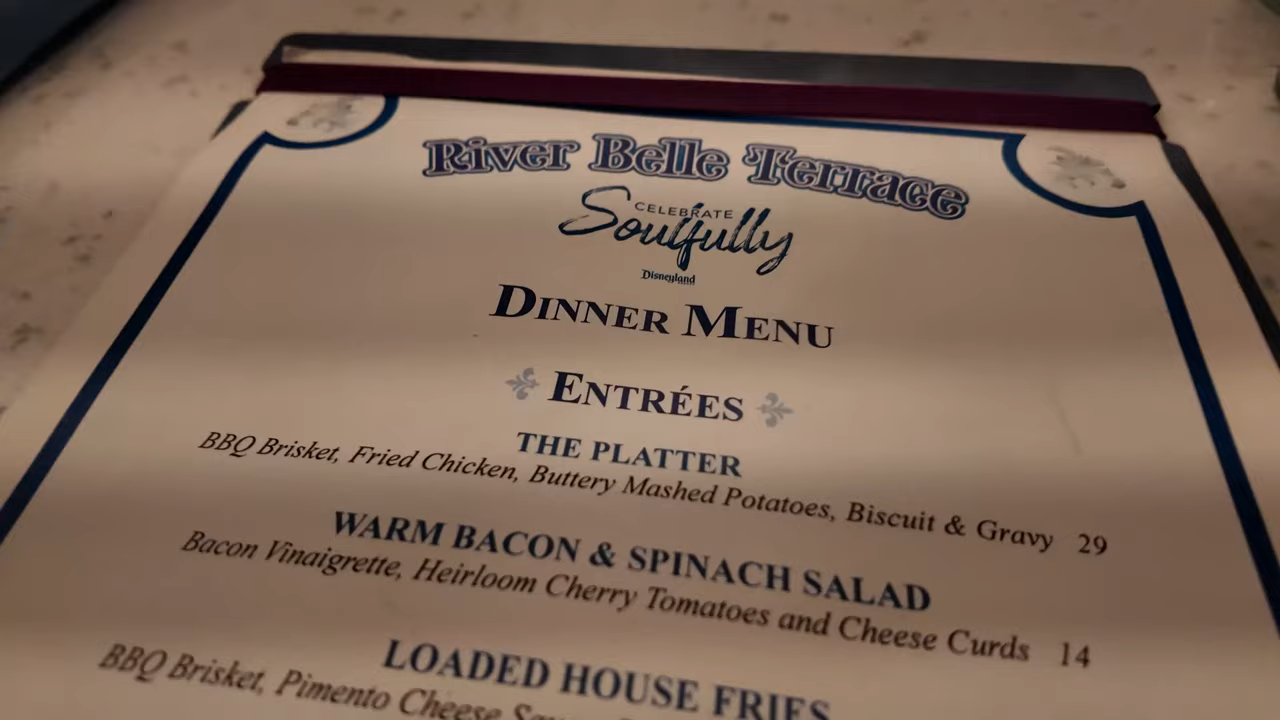 River Belle Terrace
CELEBRATE
Soulfully
Disneyland
DINNER MENU
ENTRÉES
THE PLATTER
BBQ Brisket, Fried Chicken, Buttery Mashed Potatoes, Biscuit & Gravy 29
WARM BACON & SPINACH SALAD
Bacon Vinaigrette, Heirloom Cherry Tomatoes and Cheese Curds 14
LOADED HOUSE FRIES
BBQ Brisket, Pimento Cheese